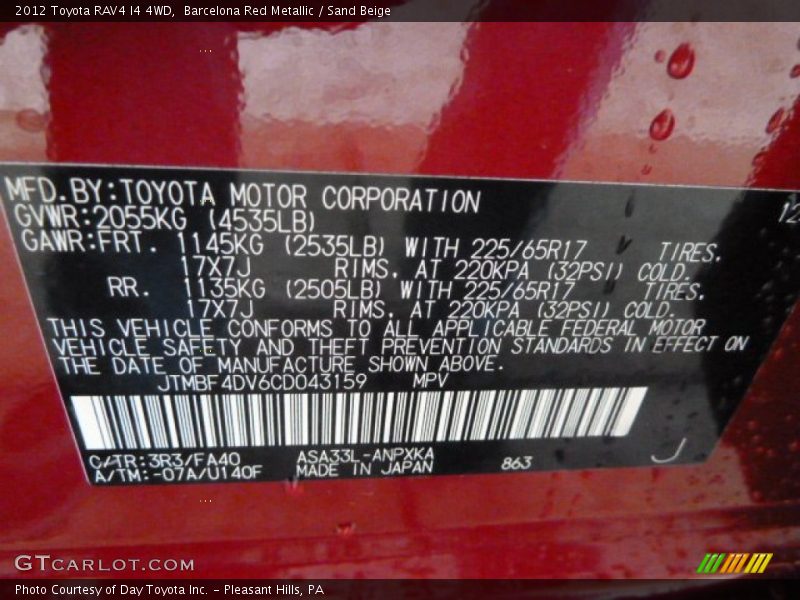 2012 Toyota RAV4 I4 4WD,  Barcelona Red Metallic / Sand Beige
MFD.BY:TOYOTA MOTOR CORPORATION 12
GVWR:2055KG (4535LB)
GAWR:FRT. 1145KG (2535LB) WITH 225/65R17 TIRES.
17X7J RIMS. AT 220KPA (32PSI) COLD.
RR. 1135KG (2505LB) WITH 225/65R17 TIRES.
17X7J RIMS. AT 220KPA (32PSI) COLD.
THIS VEHICLE CONFORMS TO ALL APPLICABLE FEDERAL MOTOR
VEHICLE SAFETY AND THEFT PREVENTION STANDARDS IN EFFECT ON
THE DATE OF MANUFACTURE SHOWN ABOVE.
JTMBF4DV6CD043159 MPV
C/TR:3R3/FA40 ASA33L-ANPXKA 863 J
A/TM:-07A/U140F MADE IN JAPAN
GTCARLOT.COM
Photo Courtesy of Day Toyota Inc. - Pleasant Hills, PA